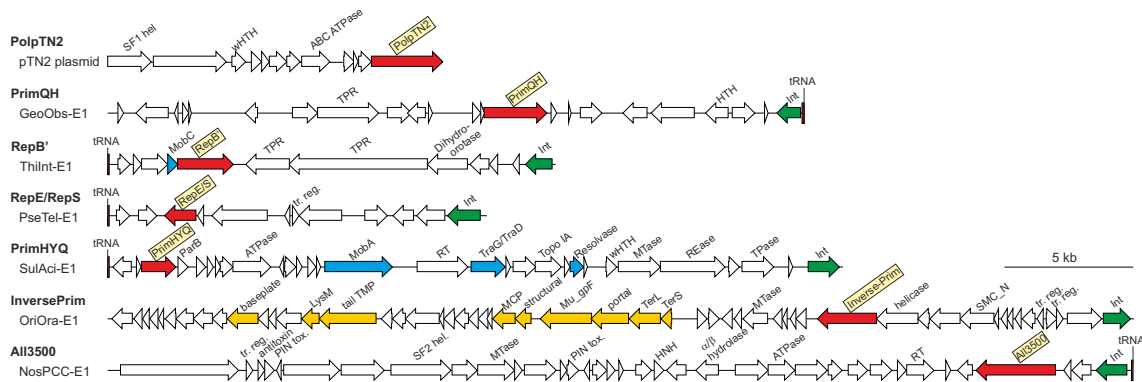 SF1 hel
wHTH
ABC ATPase
PolpTN2
PolpTN2
pTN2 plasmid
PrimQH
GeoObs-E1
TPR
PrimQH
HTH
Int
tRNA
RepB'
ThiInt-E1
tRNA
MobC
RepB'
TPR
TPR
Dihydro-
orotase
Int
RepE/RepS
PseTel-E1
tRNA
RepE/S
tr. reg.
Int
PrimHYQ
SulAci-E1
tRNA
PrimHYQ
ParB
ATPase
MobA
RT
TraG/TraD
Topo IA
Resolvase
wHTH
MTase
REase
TPase
Int
5 kb
InversePrim
OriOra-E1
baseplate
LysM
tail TMP
MCP
structural
Mu_gpF
portal
TerL
TerS
MTase
Inverse-Prim
helicase
SMC_N
tr. reg.
tr. reg.
Int
All3500
NosPCC-E1
tr. reg.
antitoxin
PIN tox.
SF2 hel.
MTase
PIN tox.
HNH
α/β
hydrolase
ATPase
RT
All3500
Int
tRNA